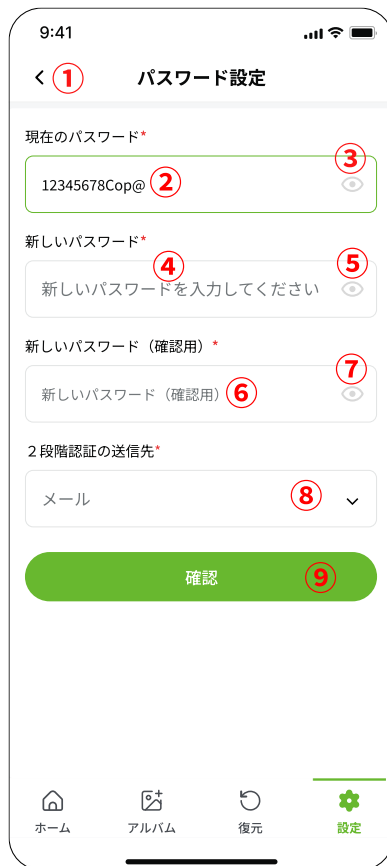 9:41
① パスワード設定
現在のパスワード*
③
12345678Cop@ ②
新しいパスワード*
④ ⑤
新しいパスワードを入力してください
新しいパスワード（確認用）*
⑦
新しいパスワード（確認用） ⑥
２段階認証の送信先*
メール ⑧
確認 ⑨
ホーム アルバム 復元 設定